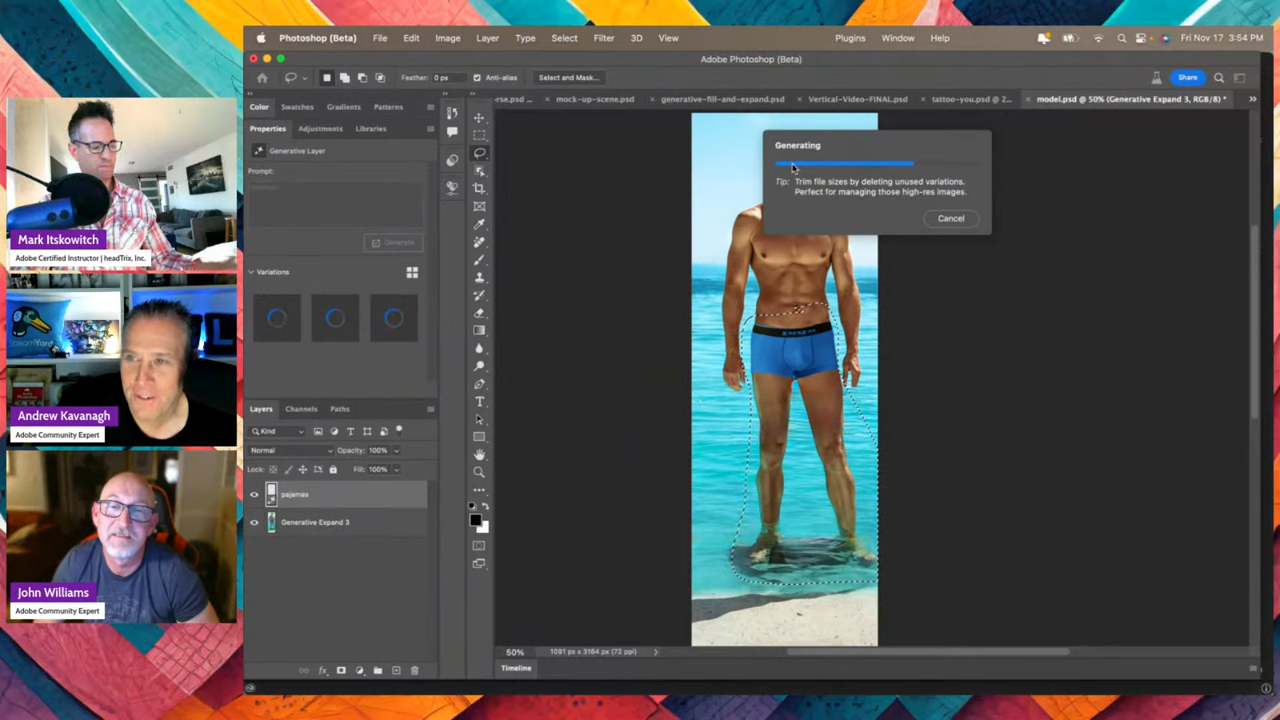 Photoshop (Beta) File Edit Image Layer Type Select Filter 3D View Plugins Window Help Fri Nov 17 3:54 PM
Adobe Photoshop (Beta)
Feather: 0 px Anti-alias Select and Mask... Share
Color Swatches Gradients Patterns
rse.psd ... × mock-up-scene.psd × generative-fill-and-expand.psd × Vertical-Video-FINAL.psd × tattoo-you.psd @ 2... × model.psd @ 50% (Generative Expand 3, RGB/8) *
Properties Adjustments Libraries
Generative Layer
Prompt:
Generate
Variations
Generating
Tip: Trim file sizes by deleting unused variations.
Perfect for managing those high-res images.
Cancel
Layers Channels Paths
Kind
Normal Opacity: 100%
Lock: Fill: 100%
pajamas
Generative Expand 3
50% 1091 px x 3164 px (72 ppi)
Timeline
Mark Itskowitch
Adobe Certified Instructor | headTrix, Inc.
StreamYard
Andrew Kavanagh
Adobe Community Expert
John Williams
Adobe Community Expert